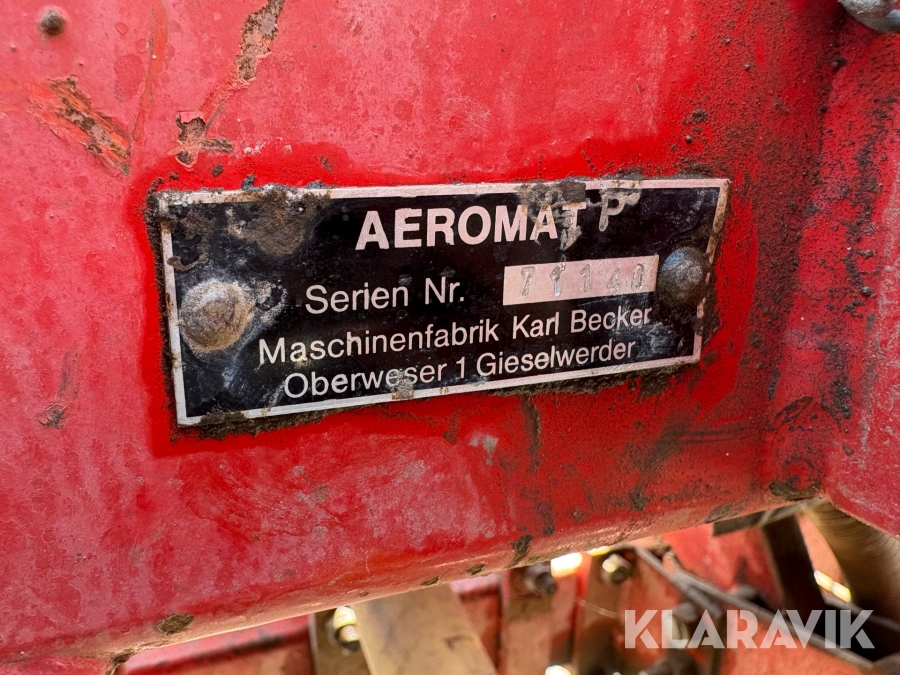 AEROMAT P
Serien Nr. 71140
Maschinenfabrik Karl Becker
Oberweser 1 Gieselwerder
KLARAVIK